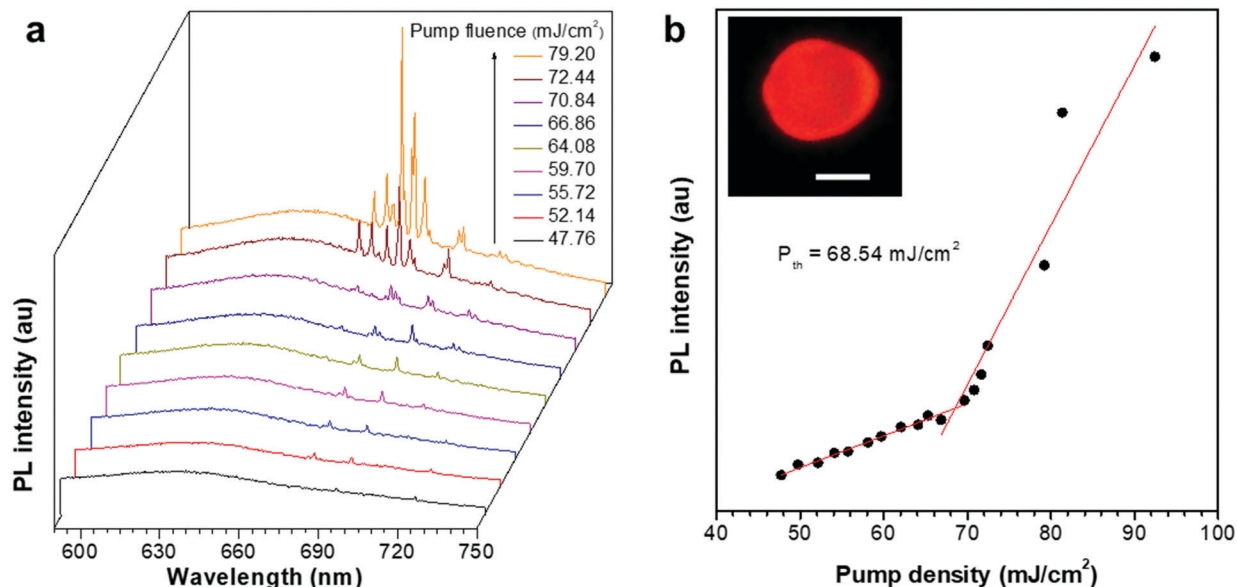 a
Pump fluence (mJ/cm²)
79.20
72.44
70.84
66.86
64.08
59.70
55.72
52.14
47.76
PL intensity (au)
600 630 660 690 720 750
Wavelength (nm)
b
P_th = 68.54 mJ/cm²
PL intensity (au)
40 50 60 70 80 90 100
Pump density (mJ/cm²)